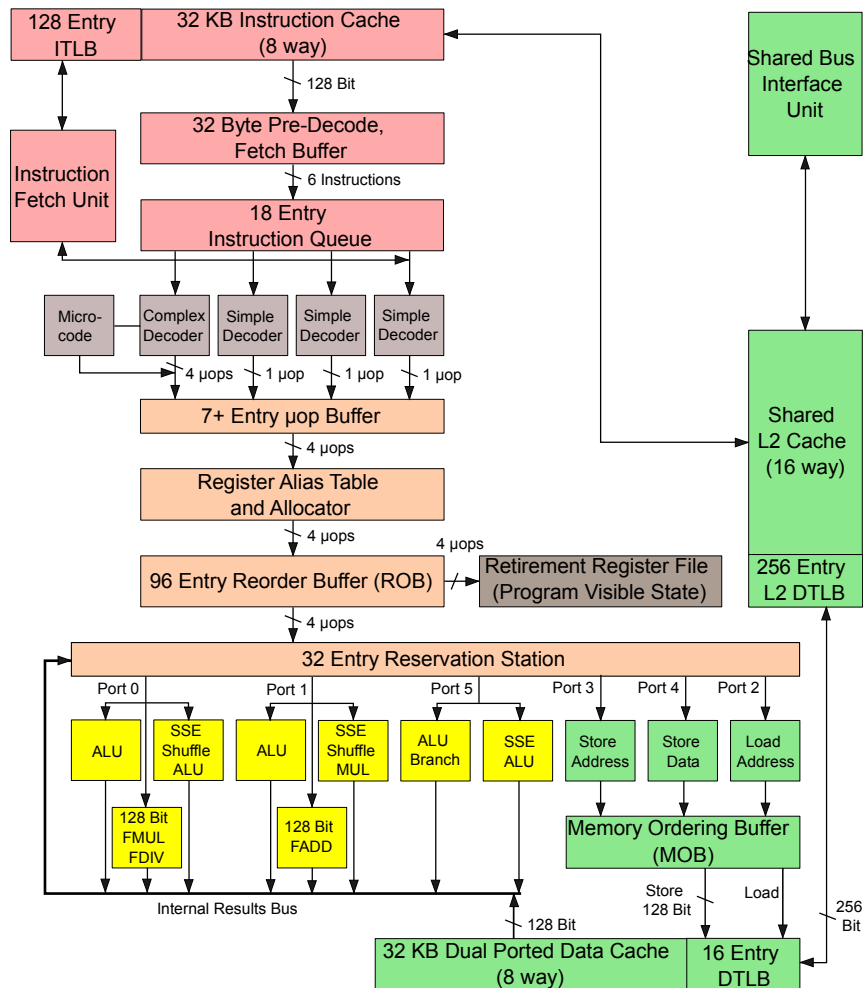 128 Entry
ITLB
32 KB Instruction Cache
(8 way)
Shared Bus
Interface
Unit
128 Bit
32 Byte Pre-Decode,
Fetch Buffer
Instruction
Fetch Unit
6 Instructions
18 Entry
Instruction Queue
Micro-
code
Complex
Decoder
Simple
Decoder
Simple
Decoder
Simple
Decoder
4 µops
1 µop
1 µop
1 µop
7+ Entry µop Buffer
Shared
L2 Cache
(16 way)
4 µops
Register Alias Table
and Allocator
4 µops
4 µops
96 Entry Reorder Buffer (ROB)
Retirement Register File
(Program Visible State)
256 Entry
L2 DTLB
4 µops
32 Entry Reservation Station
Port 0
Port 1
Port 5
Port 3
Port 4
Port 2
ALU
SSE
Shuffle
ALU
ALU
SSE
Shuffle
MUL
ALU
Branch
SSE
ALU
Store
Address
Store
Data
Load
Address
128 Bit
FMUL
FDIV
128 Bit
FADD
Memory Ordering Buffer
(MOB)
Internal Results Bus
Store
128 Bit
Load
128 Bit
256
Bit
32 KB Dual Ported Data Cache
(8 way)
16 Entry
DTLB